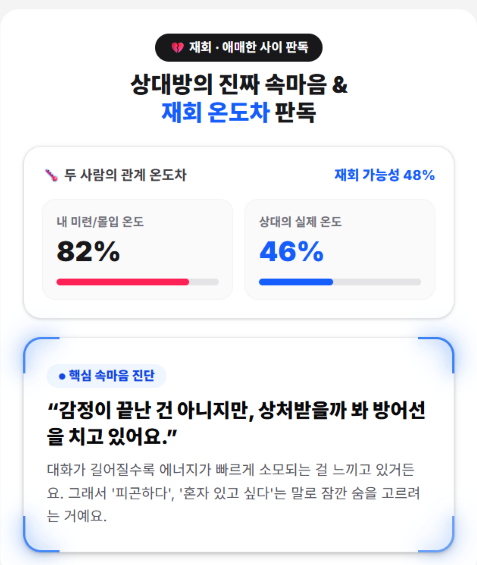 💔 재회 · 애매한 사이 판독
상대방의 진짜 속마음 &
재회 온도차 판독
두 사람의 관계 온도차
재회 가능성 48%
내 미련/몰입 온도
82%
상대의 실제 온도
46%
• 핵심 속마음 진단
“감정이 끝난 건 아니지만, 상처받을까 봐 방어선
을 치고 있어요.”
대화가 길어질수록 에너지가 빠르게 소모되는 걸 느끼고 있거든
요. 그래서 '피곤하다', '혼자 있고 싶다'는 말로 잠깐 숨을 고르려
는 거예요.